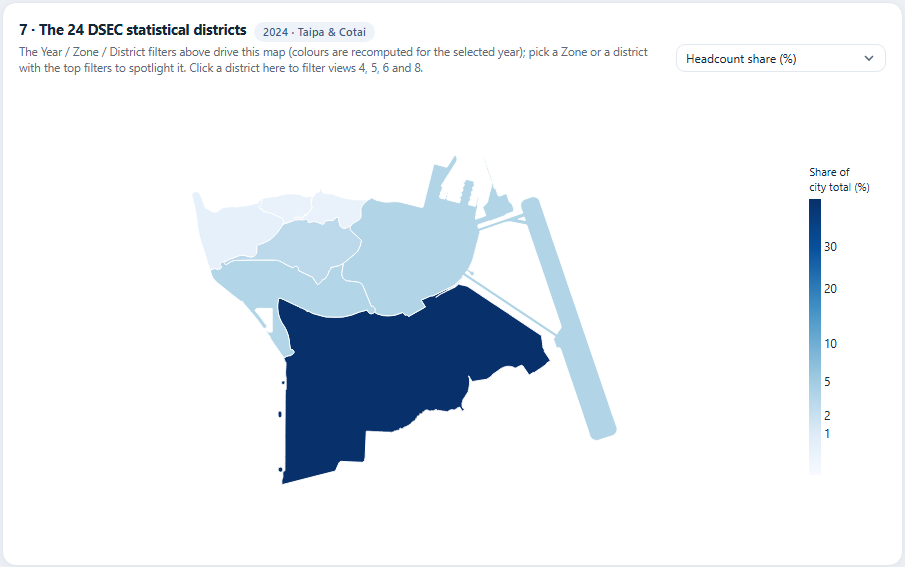 7 · The 24 DSEC statistical districts
2024 · Taipa & Cotai
The Year / Zone / District filters above drive this map (colours are recomputed for the selected year); pick a Zone or a district
with the top filters to spotlight it. Click a district here to filter views 4, 5, 6 and 8.
Headcount share (%)
Share of
city total (%)
30
20
10
5
2
1